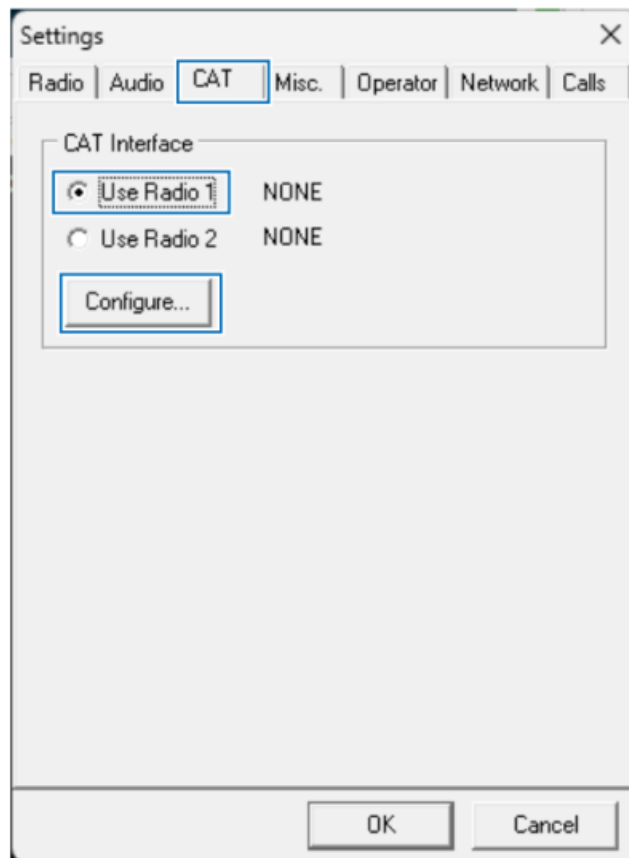 Settings
Radio Audio CAT Misc. Operator Network Calls
CAT Interface
Use Radio 1 NONE
Use Radio 2 NONE
Configure...
OK Cancel